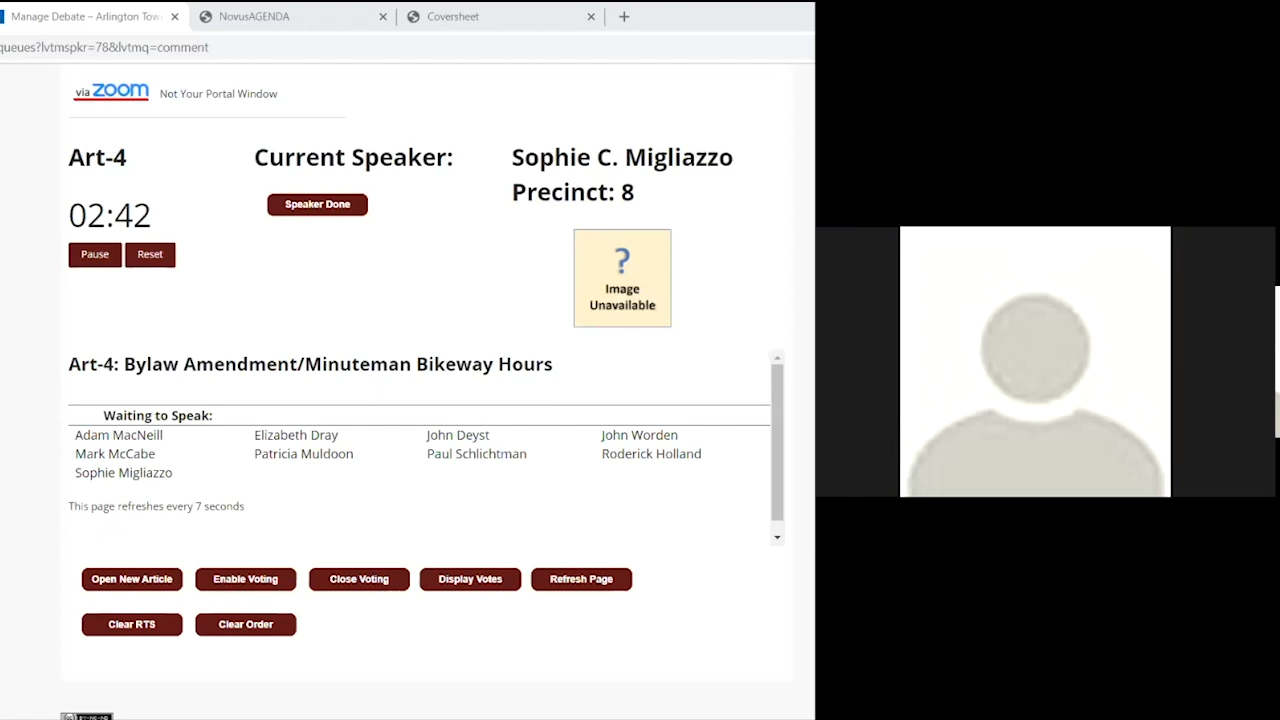 Manage Debate – Arlington Tow
NovusAGENDA
Coversheet
queues?lvtmspkr=78&lvtmq=comment
via zoom Not Your Portal Window
Art-4
Current Speaker:
Sophie C. Migliazzo
Precinct: 8
02:42
Speaker Done
Pause
Reset
?
Image
Unavailable
Art-4: Bylaw Amendment/Minuteman Bikeway Hours
Waiting to Speak:
Adam MacNeill Elizabeth Dray John Deyst John Worden
Mark McCabe Patricia Muldoon Paul Schlichtman Roderick Holland
Sophie Migliazzo
This page refreshes every 7 seconds
Open New Article Enable Voting Close Voting Display Votes Refresh Page
Clear RTS Clear Order